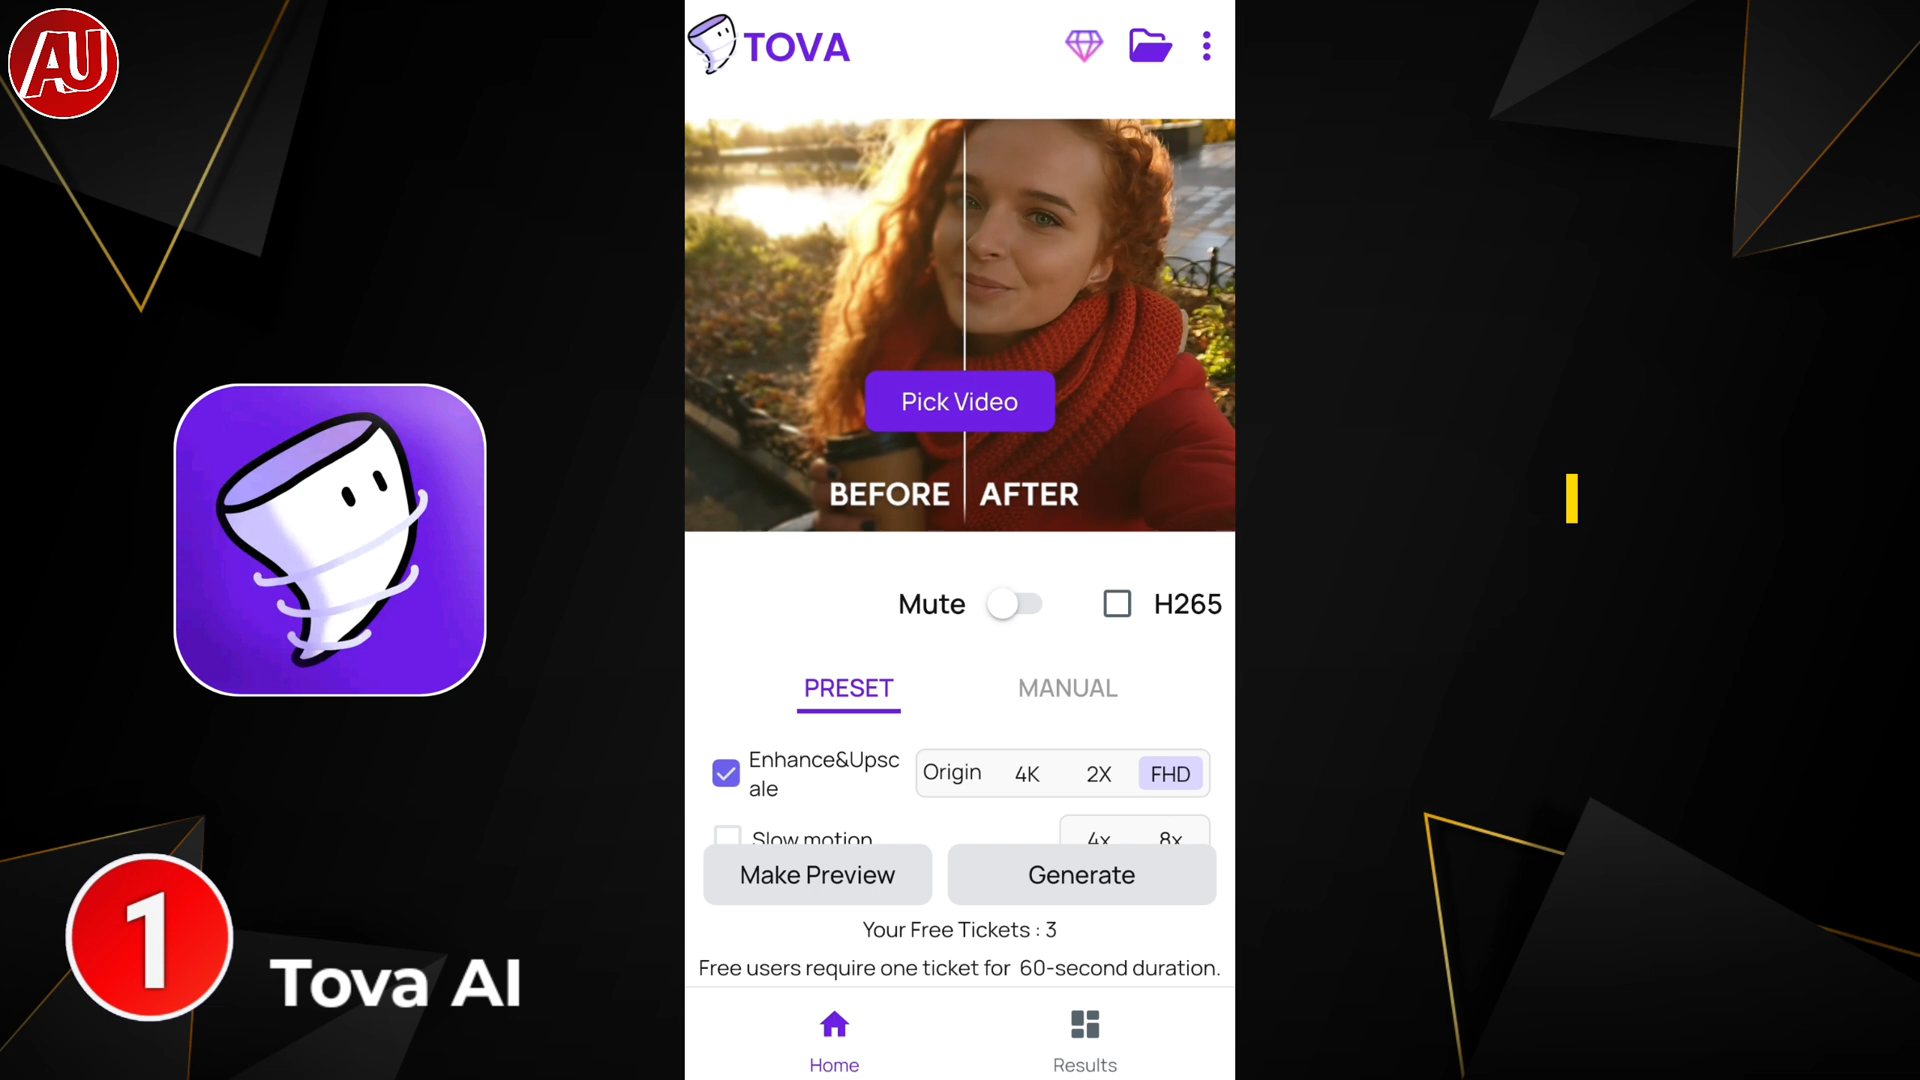 AU
TOVA
Pick Video
BEFORE AFTER
Mute H265
PRESET MANUAL
Enhance&Upsc
ale
Origin 4K 2X FHD
Slow motion 4x 8x
Make Preview Generate
Your Free Tickets : 3
Free users require one ticket for 60-second duration.
Home Results
1
Tova AI